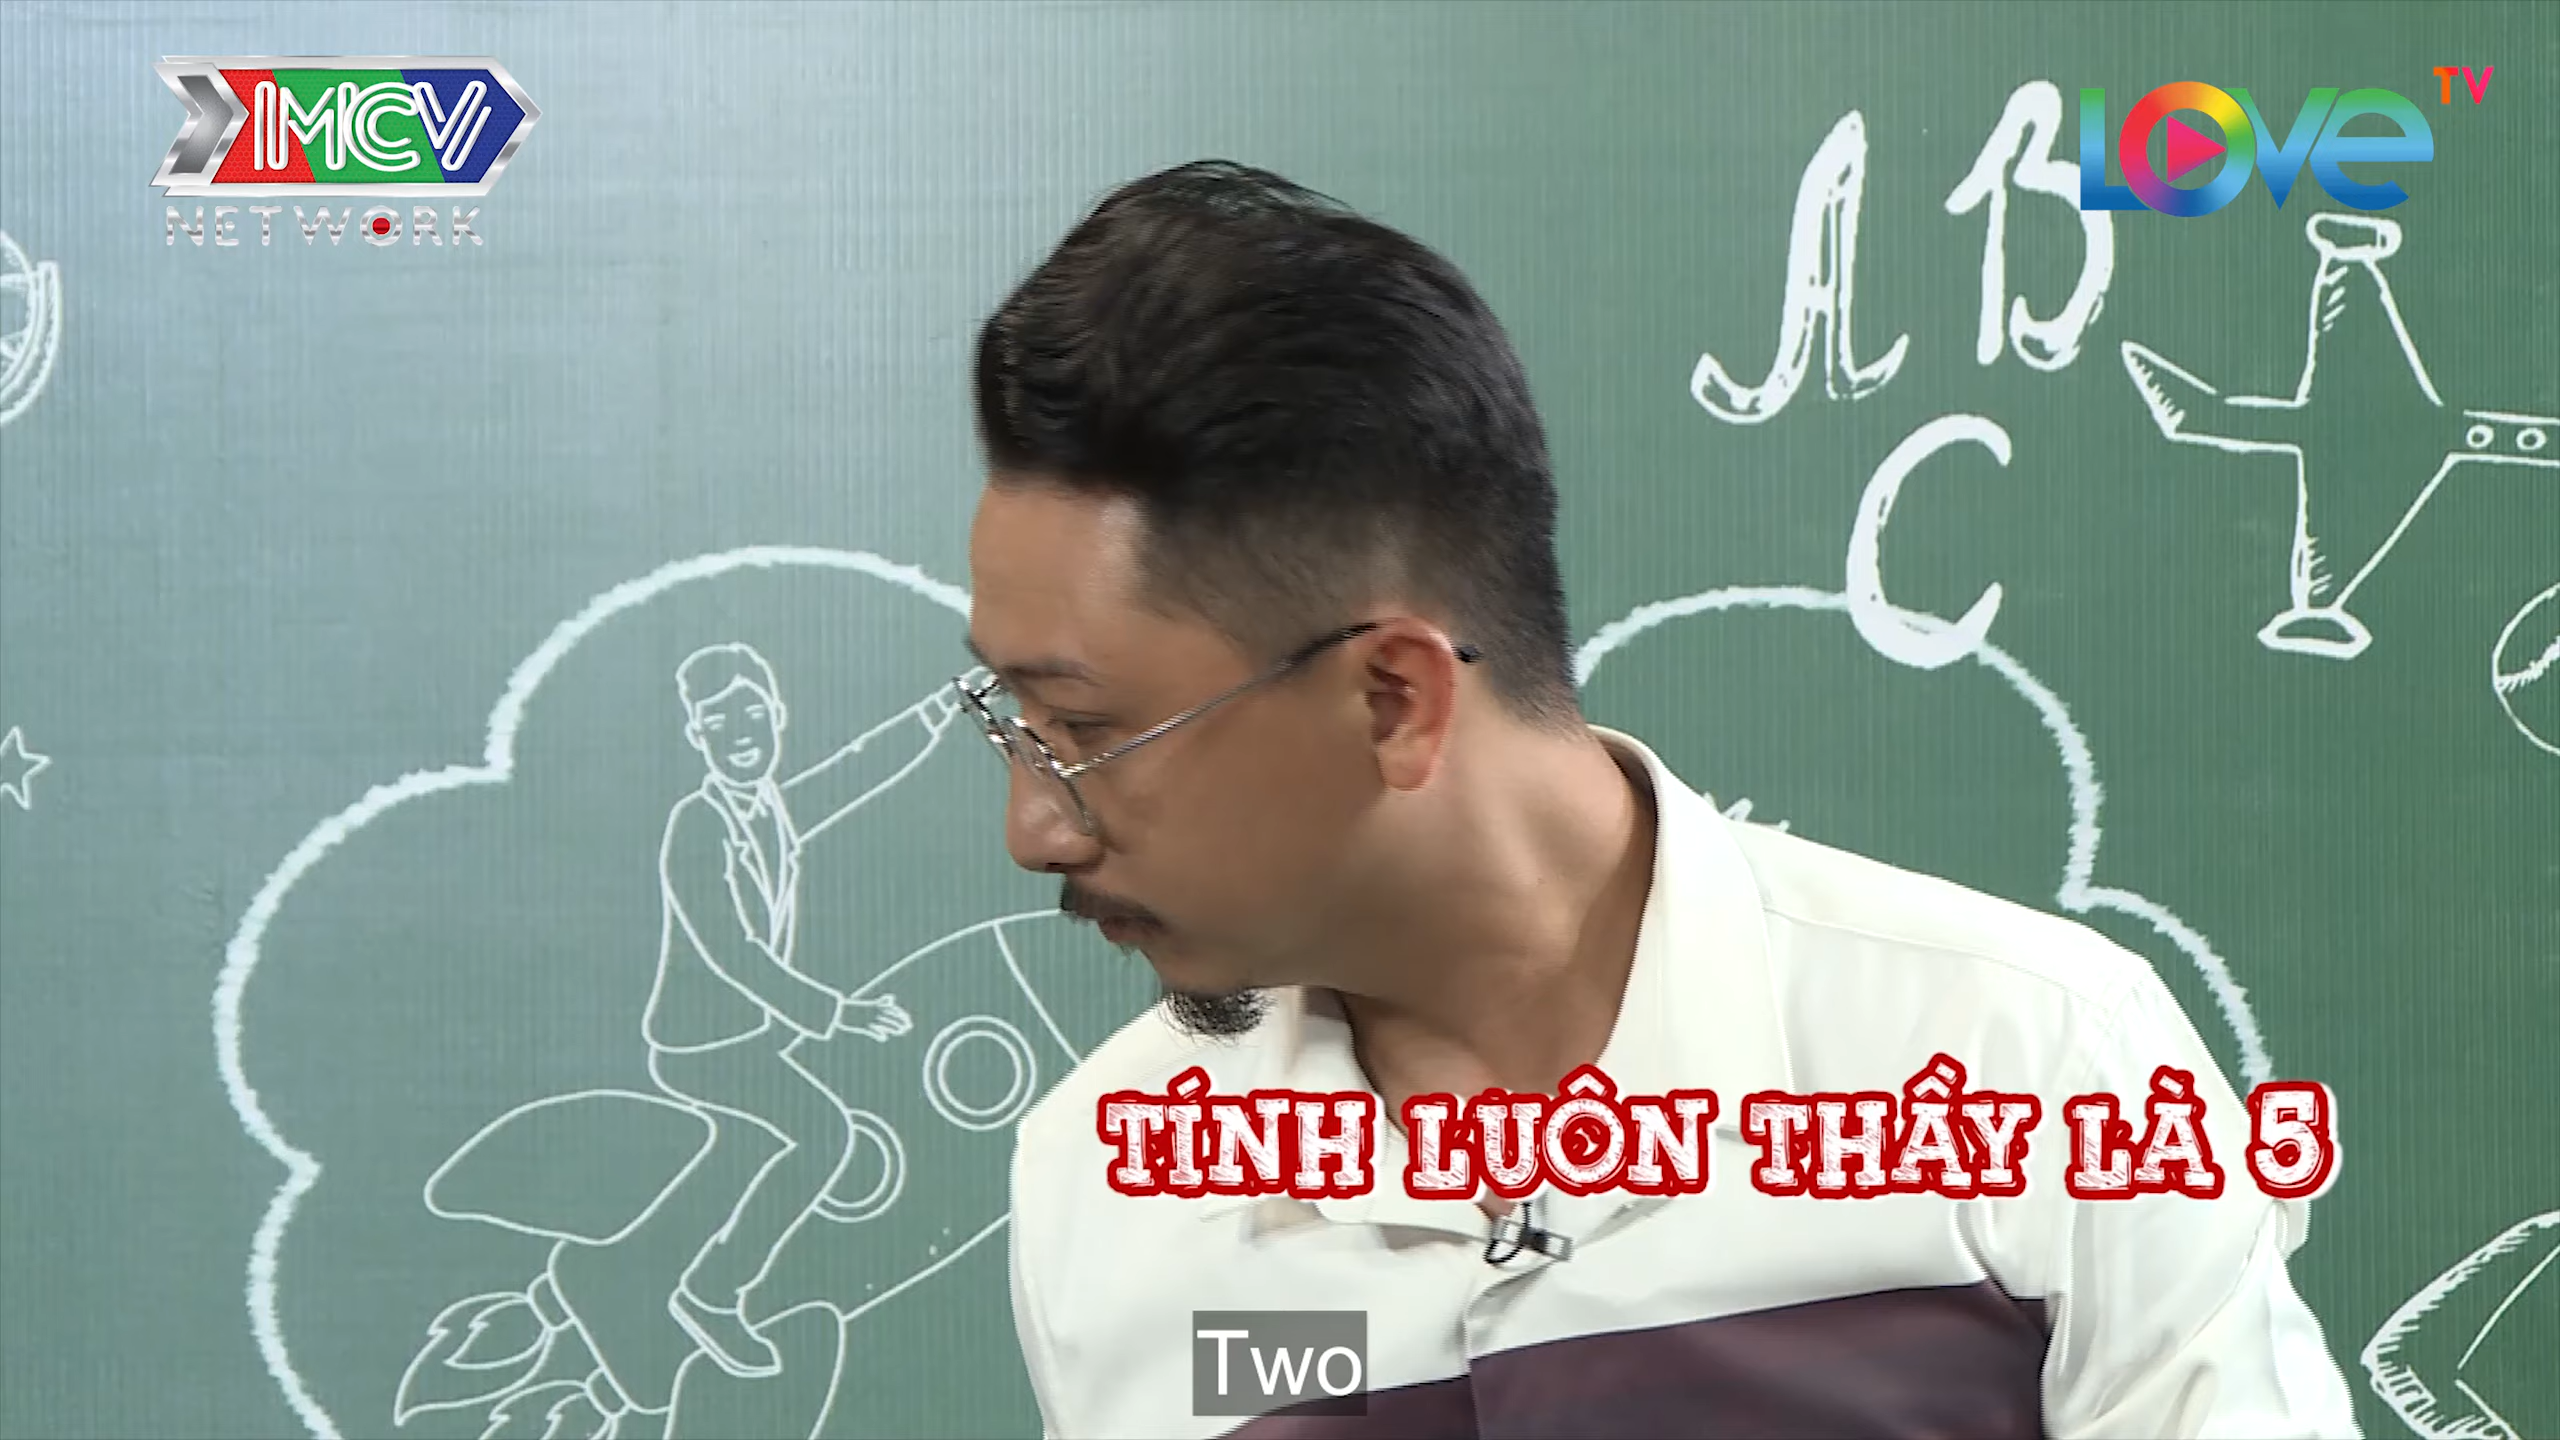 MCV
NETWORK
LOVE TV
A B
C
TÍNH LUÔN THẦY LÀ 5
Two